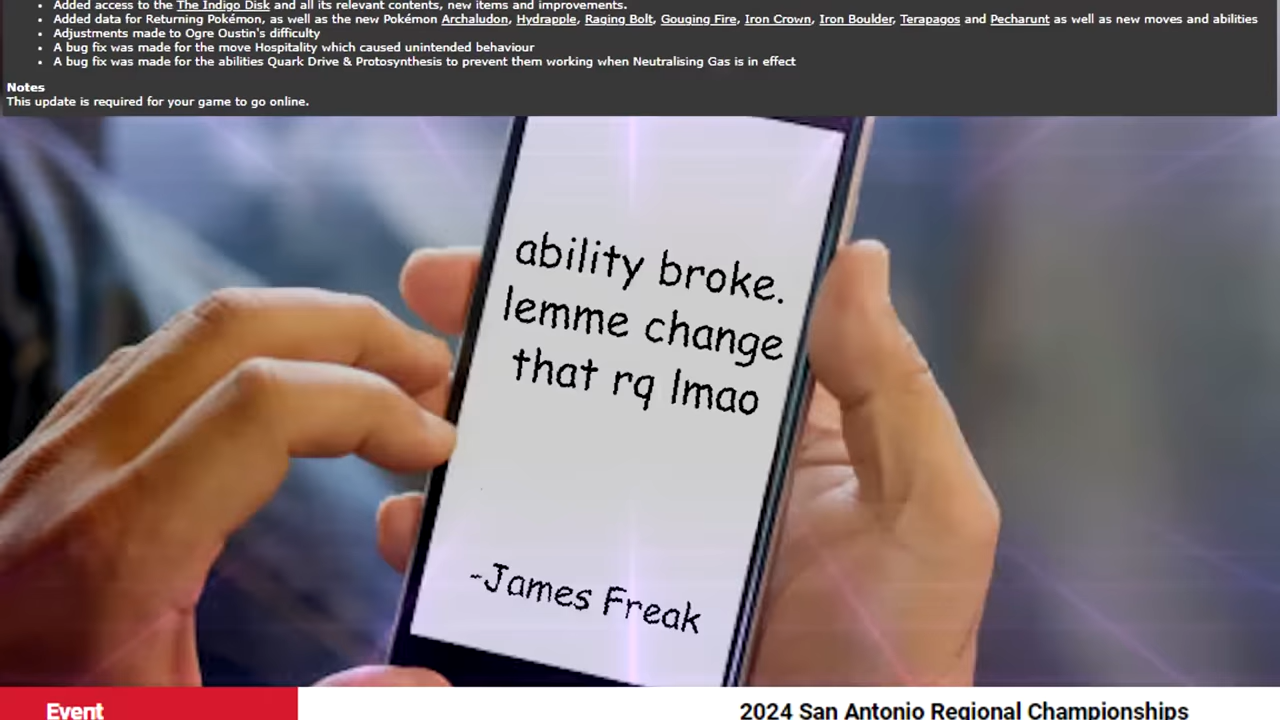 Added access to the The Indigo Disk and all its relevant contents, new items and improvements.
Added data for Returning Pokémon, as well as the new Pokémon Archaludon, Hydrapple, Raging Bolt, Gouging Fire, Iron Crown, Iron Boulder, Terapagos and Pecharunt as well as new moves and abilities
Adjustments made to Ogre Oustin's difficulty
A bug fix was made for the move Hospitality which caused unintended behaviour
A bug fix was made for the abilities Quark Drive & Protosynthesis to prevent them working when Neutralising Gas is in effect
Notes
This update is required for your game to go online.
ability broke.
lemme change
that rq lmao
-James Freak
Event
2024 San Antonio Regional Championships